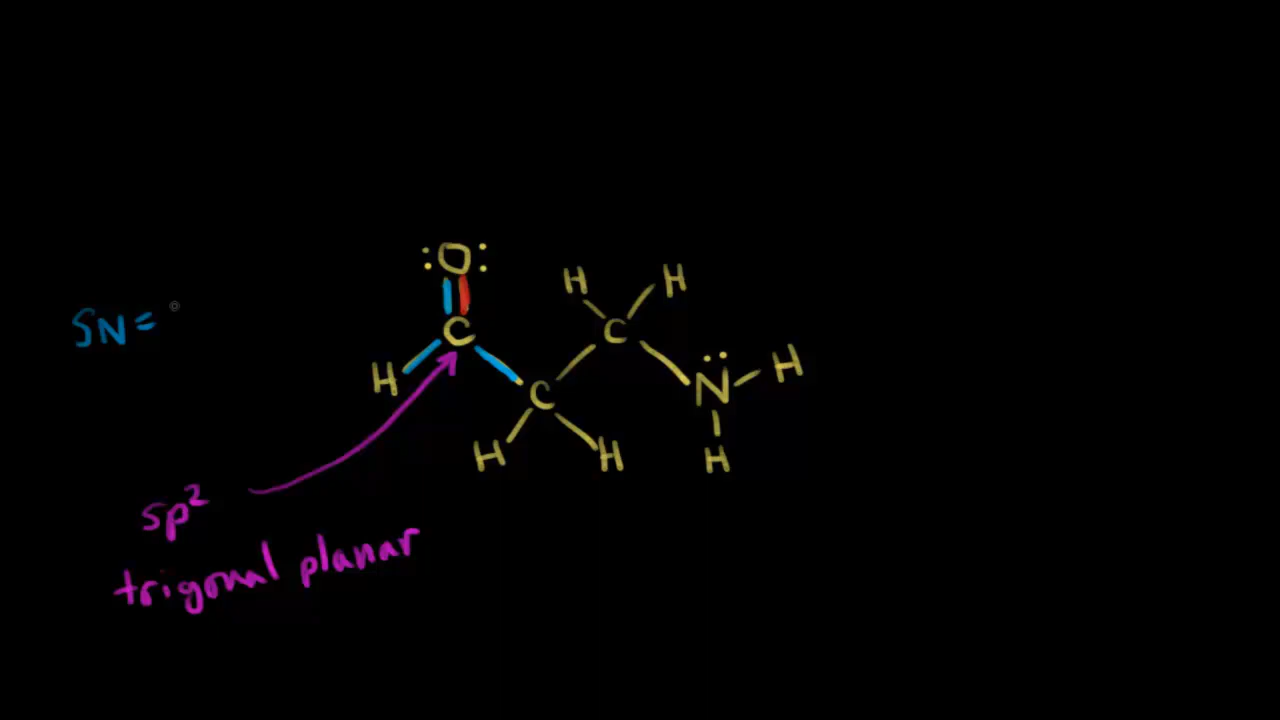 :O:
H H
SN=
C C
H C N H
H H H
sp²
trigonal planar